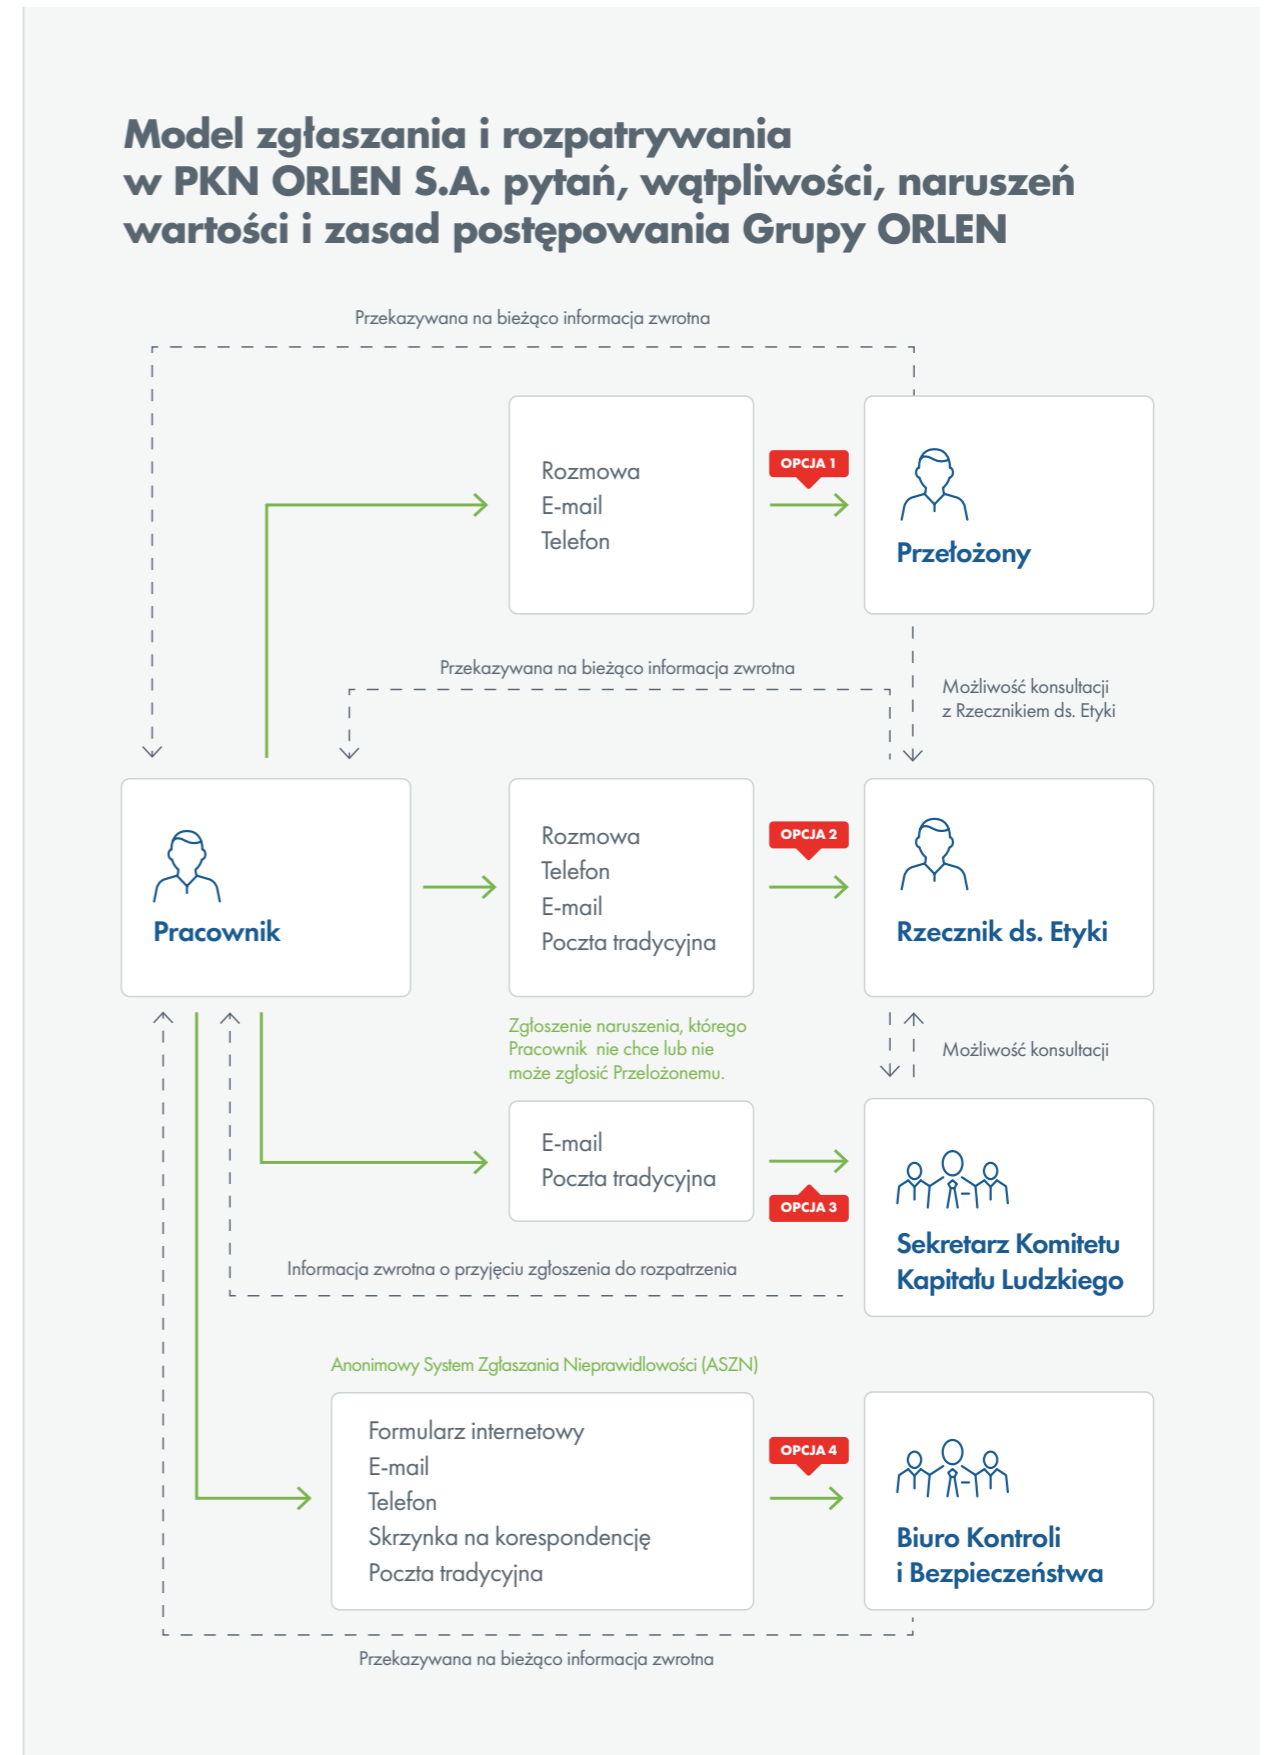 Model zgłaszania i rozpatrywania
w PKN ORLEN S.A. pytań, wątpliwości, naruszeń
wartości i zasad postępowania Grupy ORLEN
Przekazywana na bieżąco informacja zwrotna
Rozmowa
E-mail
Telefon
OPCJA 1
Przełożony
Przekazywana na bieżąco informacja zwrotna
Możliwość konsultacji
z Rzecznikiem ds. Etyki
Pracownik
Rozmowa
Telefon
E-mail
Poczta tradycyjna
OPCJA 2
Rzecznik ds. Etyki
Zgłoszenie naruszenia, którego
Pracownik nie chce lub nie
może zgłosić Przelożonemu.
Możliwość konsultacji
E-mail
Poczta tradycyjna
OPCJA 3
Sekretarz Komitetu
Kapitału Ludzkiego
Informacja zwrotna o przyjęciu zgłoszenia do rozpatrzenia
Anonimowy System Zgłaszania Nieprawidlowości (ASZN)
Formularz internetowy
E-mail
Telefon
Skrzynka na korespondencję
Poczta tradycyjna
OPCJA 4
Biuro Kontroli
i Bezpieczeństwa
Przekazywana na bieżąco informacja zwrotna